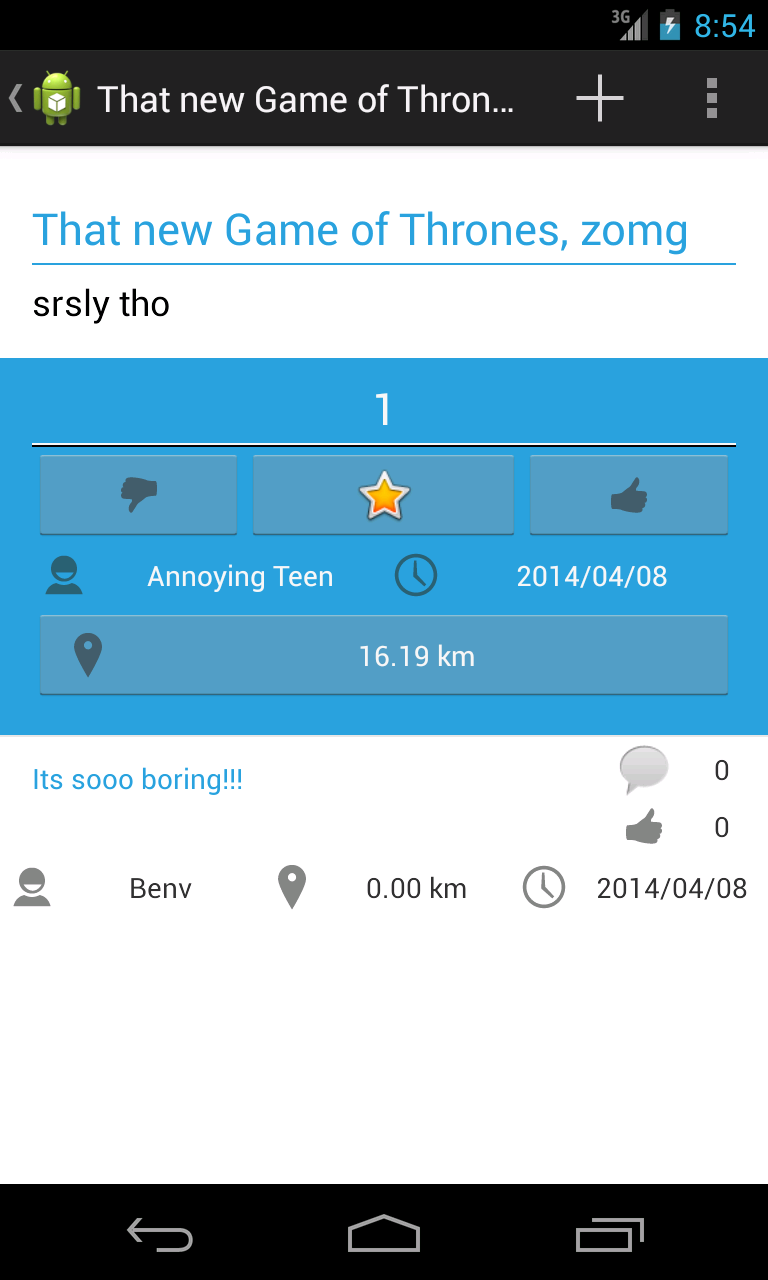 3G 8:54
That new Game of Thron...
That new Game of Thrones, zomg
srsly tho
1
Annoying Teen 2014/04/08
16.19 km
Its sooo boring!!! 0
0
Benv 0.00 km 2014/04/08